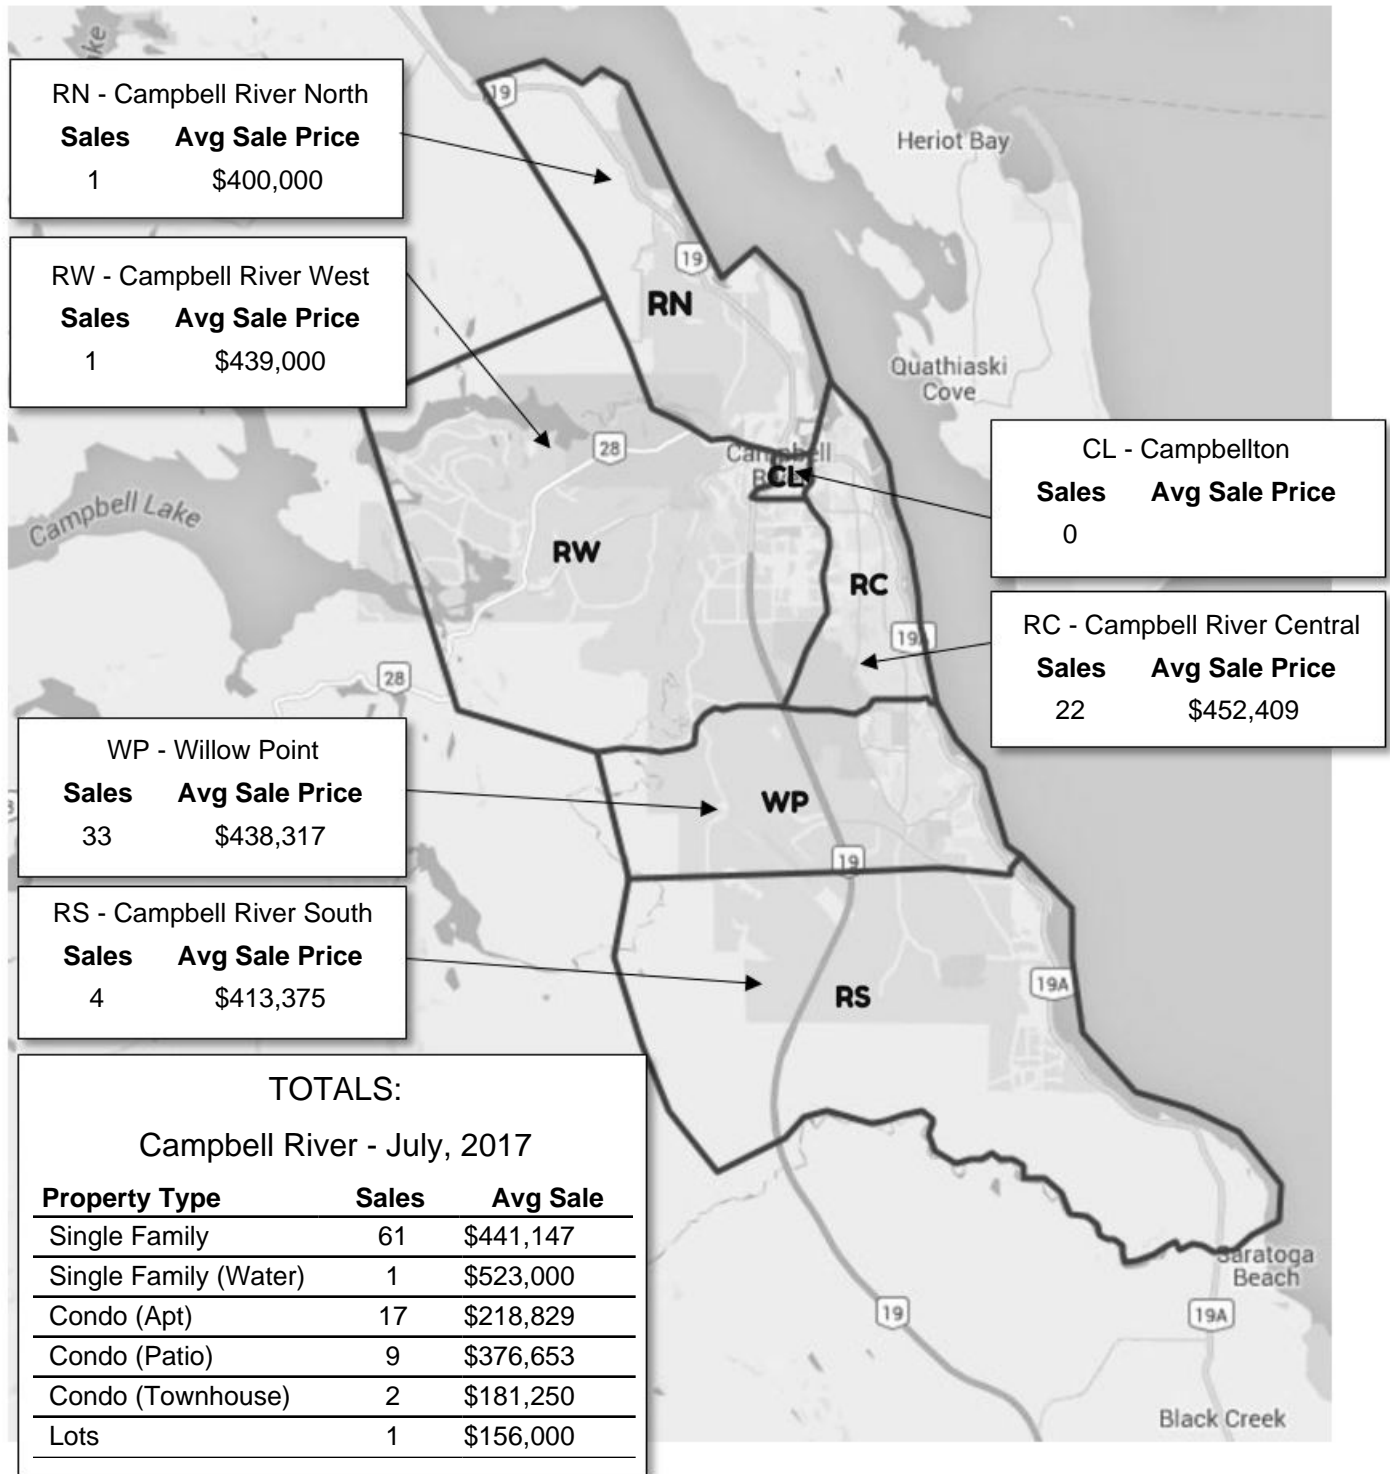 RN - Campbell River North
Sales Avg Sale Price
1 $400,000
RW - Campbell River West
Sales Avg Sale Price
1 $439,000
CL - Campbellton
Sales Avg Sale Price
0
RC - Campbell River Central
Sales Avg Sale Price
22 $452,409
WP - Willow Point
Sales Avg Sale Price
33 $438,317
RS - Campbell River South
Sales Avg Sale Price
4 $413,375
TOTALS:
Campbell River - July, 2017
Property Type Sales Avg Sale
Single Family 61 $441,147
Single Family (Water) 1 $523,000
Condo (Apt) 17 $218,829
Condo (Patio) 9 $376,653
Condo (Townhouse) 2 $181,250
Lots 1 $156,000
19
Heriot Bay
19
RN
Quathiaski
Cove
28
Campbell
CL
Campbell Lake
RW
RC
19A
28
WP
19
19A
RS
Saratoga
Beach
19
19A
Black Creek